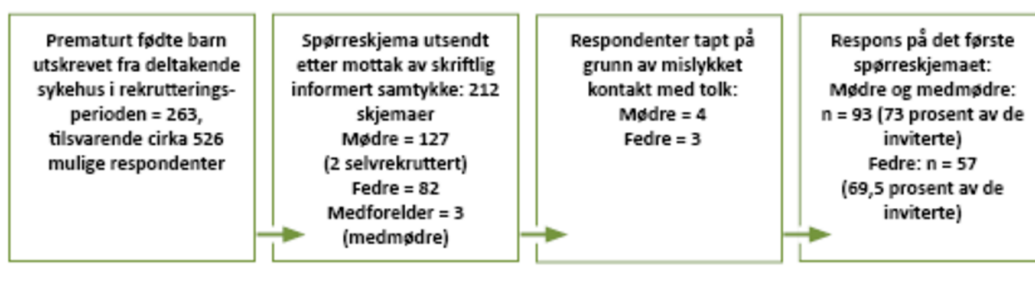 Prematurt fødte barn
utskrevet fra deltakende
sykehus i rekrutterings-
perioden = 263,
tilsvarende cirka 526
mulige respondenter
Spørreskjema utsendt
etter mottak av skriftlig
informert samtykke: 212
skjemaer
Mødre = 127
(2 selvrekruttert)
Fedre = 82
Medforelder = 3
(medmødre)
Respondenter tapt på
grunn av mislykket
kontakt med tolk:
Mødre = 4
Fedre = 3
Respons på det første
spørreskjemaet:
Mødre og medmødre:
n = 93 (73 prosent av de
inviterte)
Fedre: n = 57
(69,5 prosent av de
inviterte)